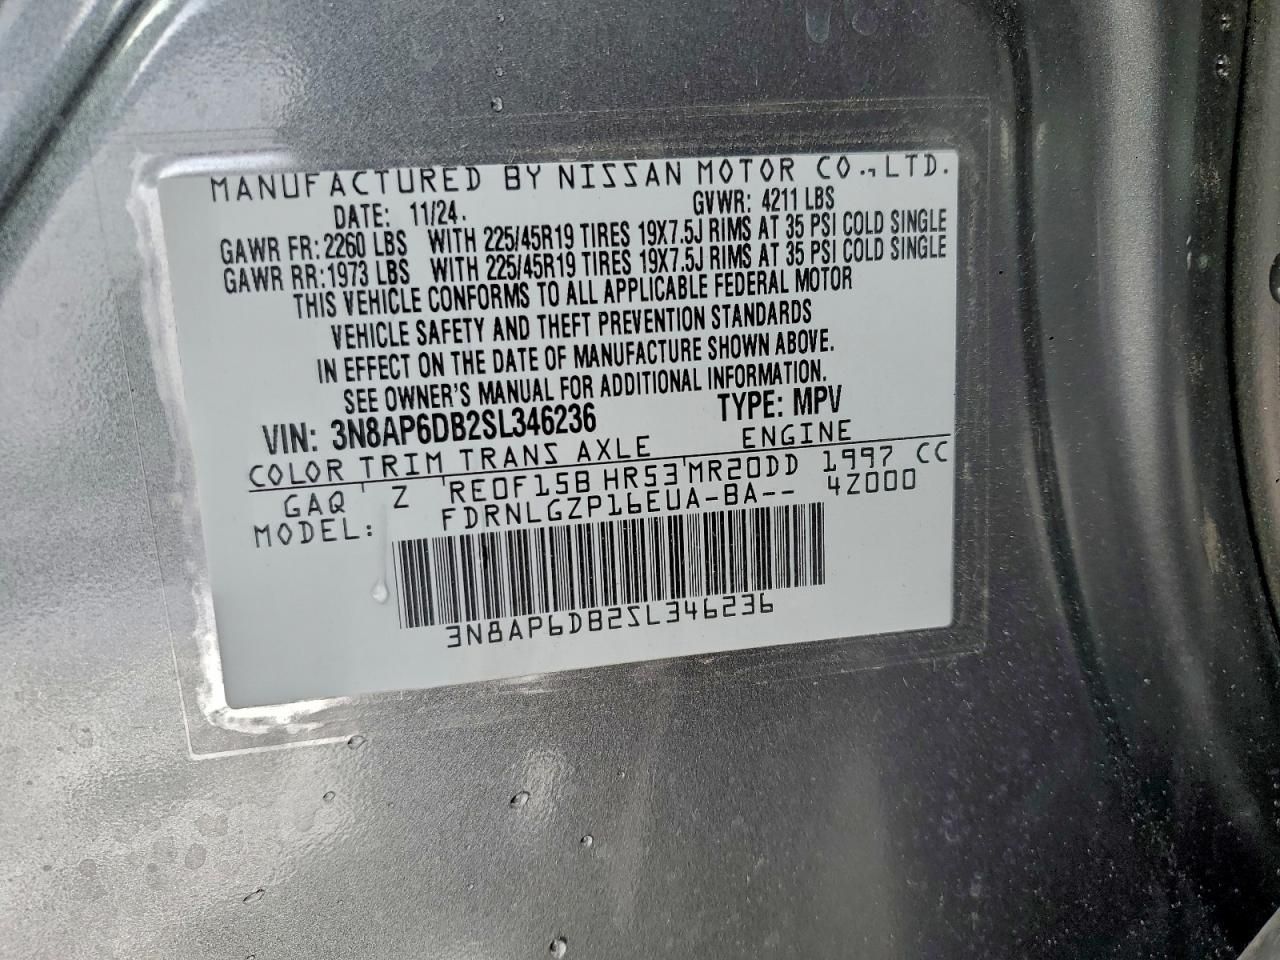 MANUFACTURED BY NISSAN MOTOR CO.,LTD.
DATE: 11/24. GVWR: 4211 LBS
GAWR FR: 2260 LBS WITH 225/45R19 TIRES 19X7.5J RIMS AT 35 PSI COLD SINGLE
GAWR RR: 1973 LBS WITH 225/45R19 TIRES 19X7.5J RIMS AT 35 PSI COLD SINGLE
THIS VEHICLE CONFORMS TO ALL APPLICABLE FEDERAL MOTOR
VEHICLE SAFETY AND THEFT PREVENTION STANDARDS
IN EFFECT ON THE DATE OF MANUFACTURE SHOWN ABOVE.
SEE OWNER'S MANUAL FOR ADDITIONAL INFORMATION.
VIN: 3N8AP6DB2SL346236 TYPE: MPV
COLOR TRIM TRANS AXLE ENGINE
GAQ Z RE0F15B HR53 MR20DD 1997 CC
MODEL: FDRNLGZP16EUA-BA-- 4Z000
3N8AP6DB2SL346236